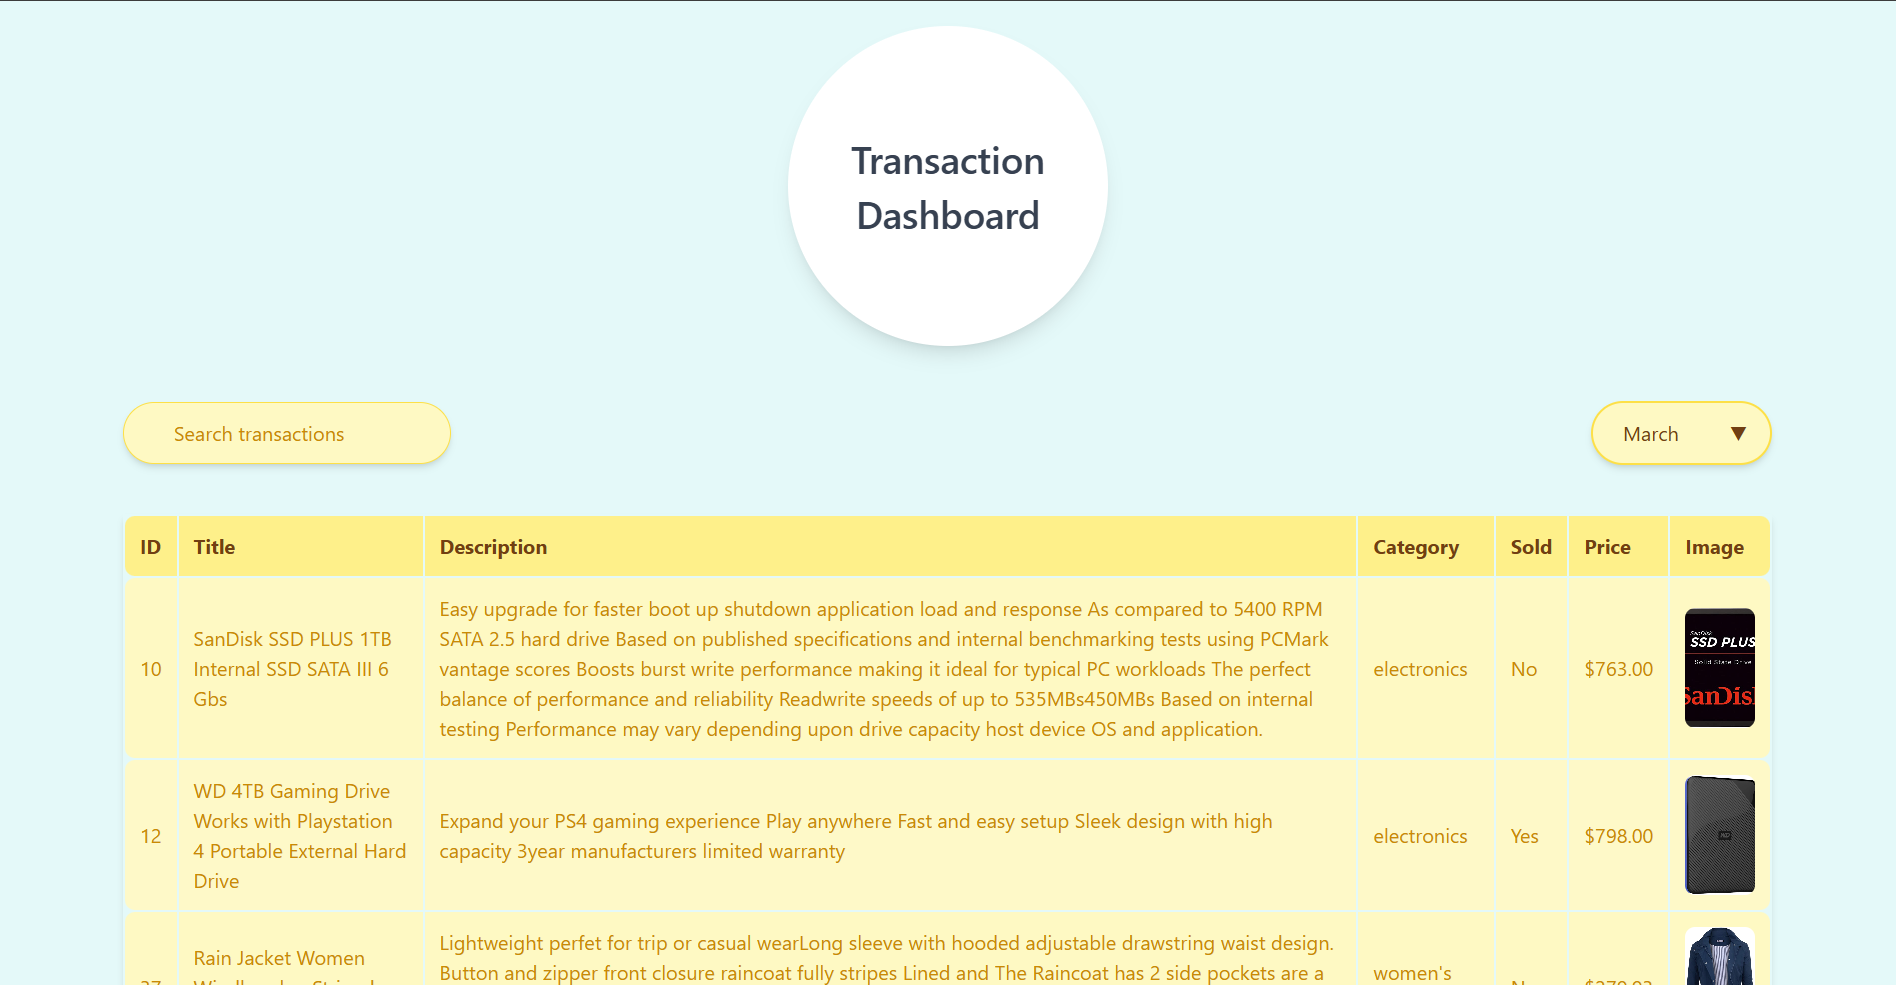 Transaction
Dashboard
Search transactions
March ▼
ID Title Description Category Sold Price Image
10
SanDisk SSD PLUS 1TB
Internal SSD SATA III 6
Gbs
Easy upgrade for faster boot up shutdown application load and response As compared to 5400 RPM
SATA 2.5 hard drive Based on published specifications and internal benchmarking tests using PCMark
vantage scores Boosts burst write performance making it ideal for typical PC workloads The perfect
balance of performance and reliability Readwrite speeds of up to 535MBs450MBs Based on internal
testing Performance may vary depending upon drive capacity host device OS and application.
electronics
No
$763.00
SanDisk
SSD PLUS
Solid State Drive
SanDis
12
WD 4TB Gaming Drive
Works with Playstation
4 Portable External Hard
Drive
Expand your PS4 gaming experience Play anywhere Fast and easy setup Sleek design with high
capacity 3year manufacturers limited warranty
electronics
Yes
$798.00
Rain Jacket Women
Lightweight perfet for trip or casual wearLong sleeve with hooded adjustable drawstring waist design.
Button and zipper front closure raincoat fully stripes Lined and The Raincoat has 2 side pockets are a
women's